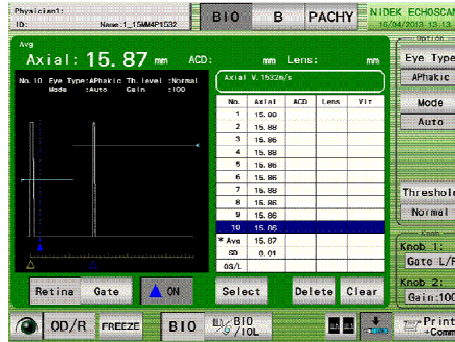 Physician1:
ID: Name:1_15MM4P1532
BIO B PACHY NIDEK ECHOSCAN
16/04/2013 13:13
Avg
Axial: 15.87 mm ACD: mm Lens: mm
Option
Eye Type
APhakic
Mode
Auto
Threshold
Normal
Knob
Knob 1:
Gate L/R
Knob 2:
Gain:100
No.10 Eye Type:APhakic Th.level :Normal
Mode :Auto Gain :100
Axial V.1532m/s
No. Axial ACD Lens Vit
1 15.88
2 15.88
3 15.86
4 15.86
5 15.86
6 15.86
7 15.88
8 15.86
9 15.86
10 15.86
* Avg 15.87
SD 0.01
OS/L
Retina Gate ON Select Delete Clear
OD/R FREEZE BIO BIO /IOL Print
+Comm